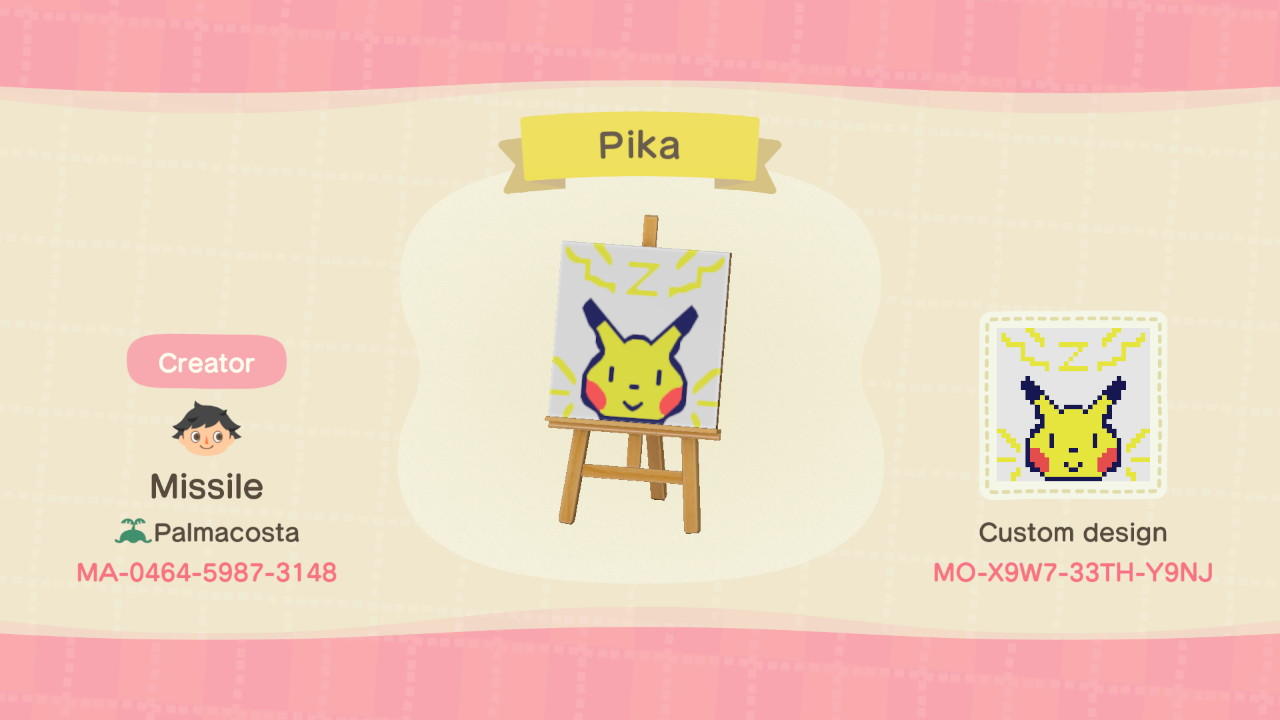 Pika
Z
Z
Creator
Missile
Palmacosta
MA-0464-5987-3148
Custom design
MO-X9W7-33TH-Y9NJ